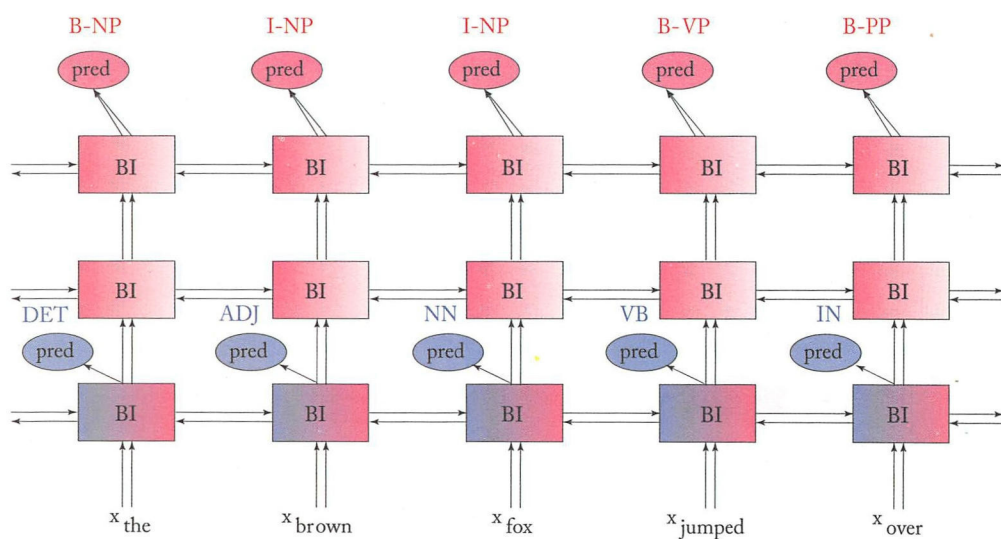 B-NP I-NP I-NP B-VP B-PP
pred pred pred pred pred
BI BI BI BI BI
BI BI BI BI BI
DET ADJ NN VB IN
pred pred pred pred pred
BI BI BI BI BI
x the x brown x fox x jumped x over